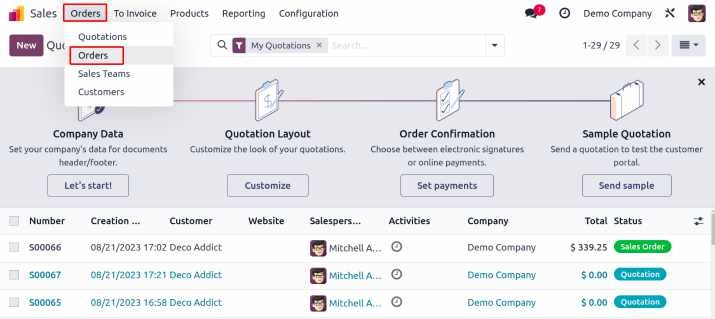 Sales Orders To Invoice Products Reporting Configuration 7 Demo Company
New Quo
My Quotations × Search... 1-29 / 29
Quotations
Orders
Sales Teams
Customers
Company Data
Set your company's data for documents
header/footer.
Let's start!
Quotation Layout
Customize the look of your quotations.
Customize
Order Confirmation
Choose between electronic signatures
or online payments.
Set payments
Sample Quotation
Send a quotation to test the customer
portal.
Send sample
Number Creation ... Customer Website Salespers... Activities Company Total Status
S00066 08/21/2023 17:02 Deco Addict Mitchell A... Demo Company $ 339.25 Sales Order
S00067 08/21/2023 17:21 Deco Addict Mitchell A... Demo Company $ 0.00 Quotation
S00065 08/21/2023 16:58 Deco Addict Mitchell A... Demo Company $ 0.00 Quotation